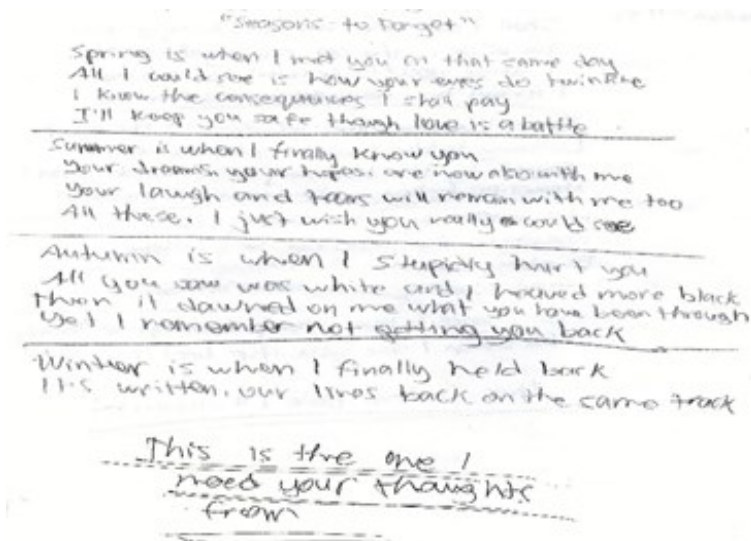 "Seasons to Forget"
Spring is when I met you on that same day
All I could see is how your eyes do twinkle
I know the consequences I shall pay
I'll keep you safe though love is a battle
Summer is when I finally know you
Your dreams, your hopes, are now also with me
Your laugh and tears will remain with me too
All these, I just wish you really could see
Autumn is when I stupidly hurt you
All you saw was white and I heaved more black
Then it dawned on me what you have been through
Yet I remember not getting you back
Winter is when I finally held back
It's written, our lines back on the same track
This is the one I
need your thoughts
from